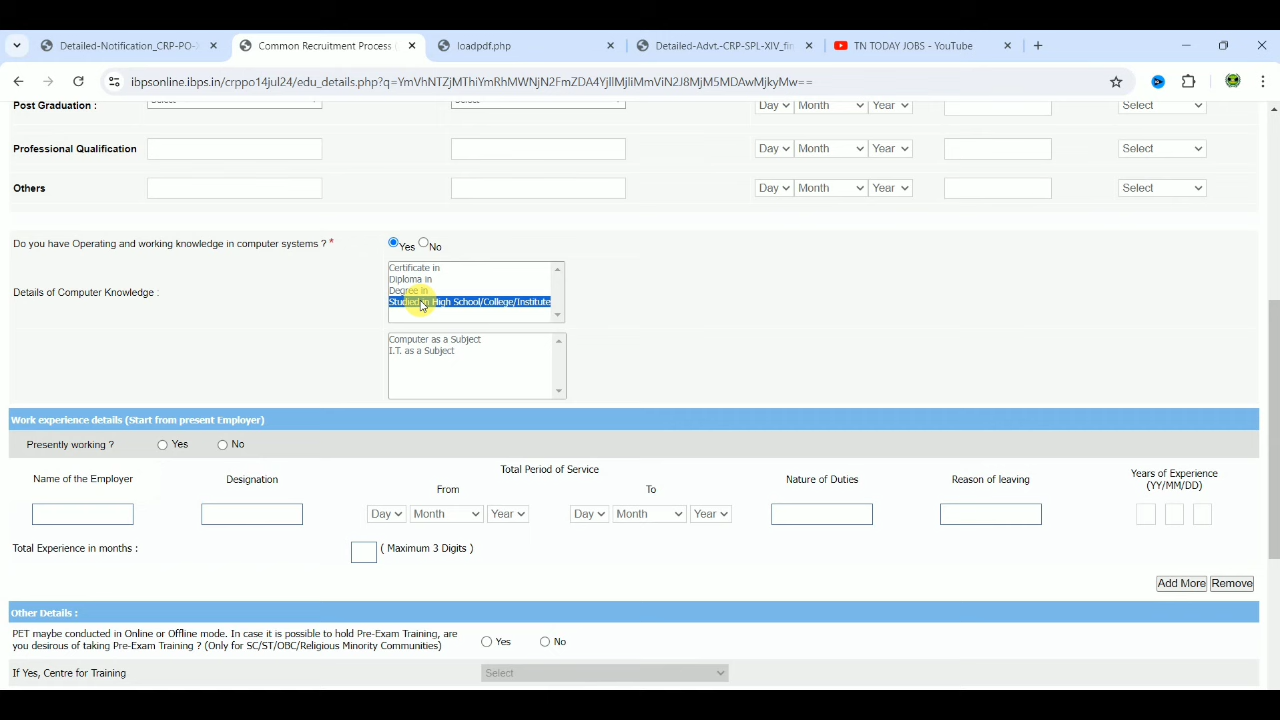 Detailed-Notification_CRP-PO-
Common Recruitment Process (
loadpdf.php
Detailed-Advt.-CRP-SPL-XIV_fin
TN TODAY JOBS - YouTube
ibpsonline.ibps.in/crppo14jul24/edu_details.php?q=
Post Graduation :
Day Month Year
Professional Qualification
Day Month Year Select
Others
Day Month Year Select
Do you have Operating and working knowledge in computer systems ? *
Yes No
Details of Computer Knowledge :
Certificate in
Diploma in
Degree in
Studied in High School/College/Institute
Computer as a Subject
I.T. as a Subject
Work experience details (Start from present Employer)
Presently working ? Yes No
Name of the Employer
Designation
Total Period of Service
From
To
Nature of Duties
Reason of leaving
Years of Experience
(YY/MM/DD)
Day Month Year Day Month Year
Total Experience in months :
( Maximum 3 Digits )
Add More Remove
Other Details :
PET maybe conducted in Online or Offline mode. In case it is possible to hold Pre-Exam Training, are
you desirous of taking Pre-Exam Training ? (Only for SC/ST/OBC/Religious Minority Communities)
Yes No
If Yes, Centre for Training
Select